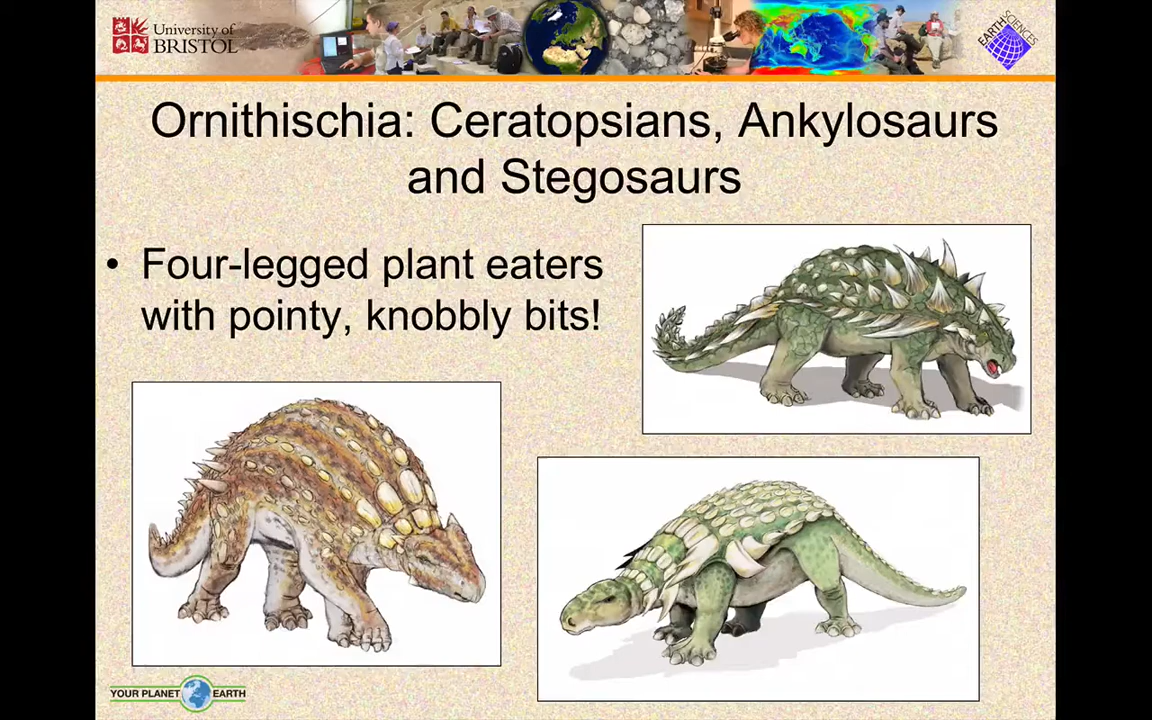 University of
BRISTOL
EARTH SCIENCES
Ornithischia: Ceratopsians, Ankylosaurs
and Stegosaurs
• Four-legged plant eaters
with pointy, knobbly bits!
YOUR PLANET EARTH